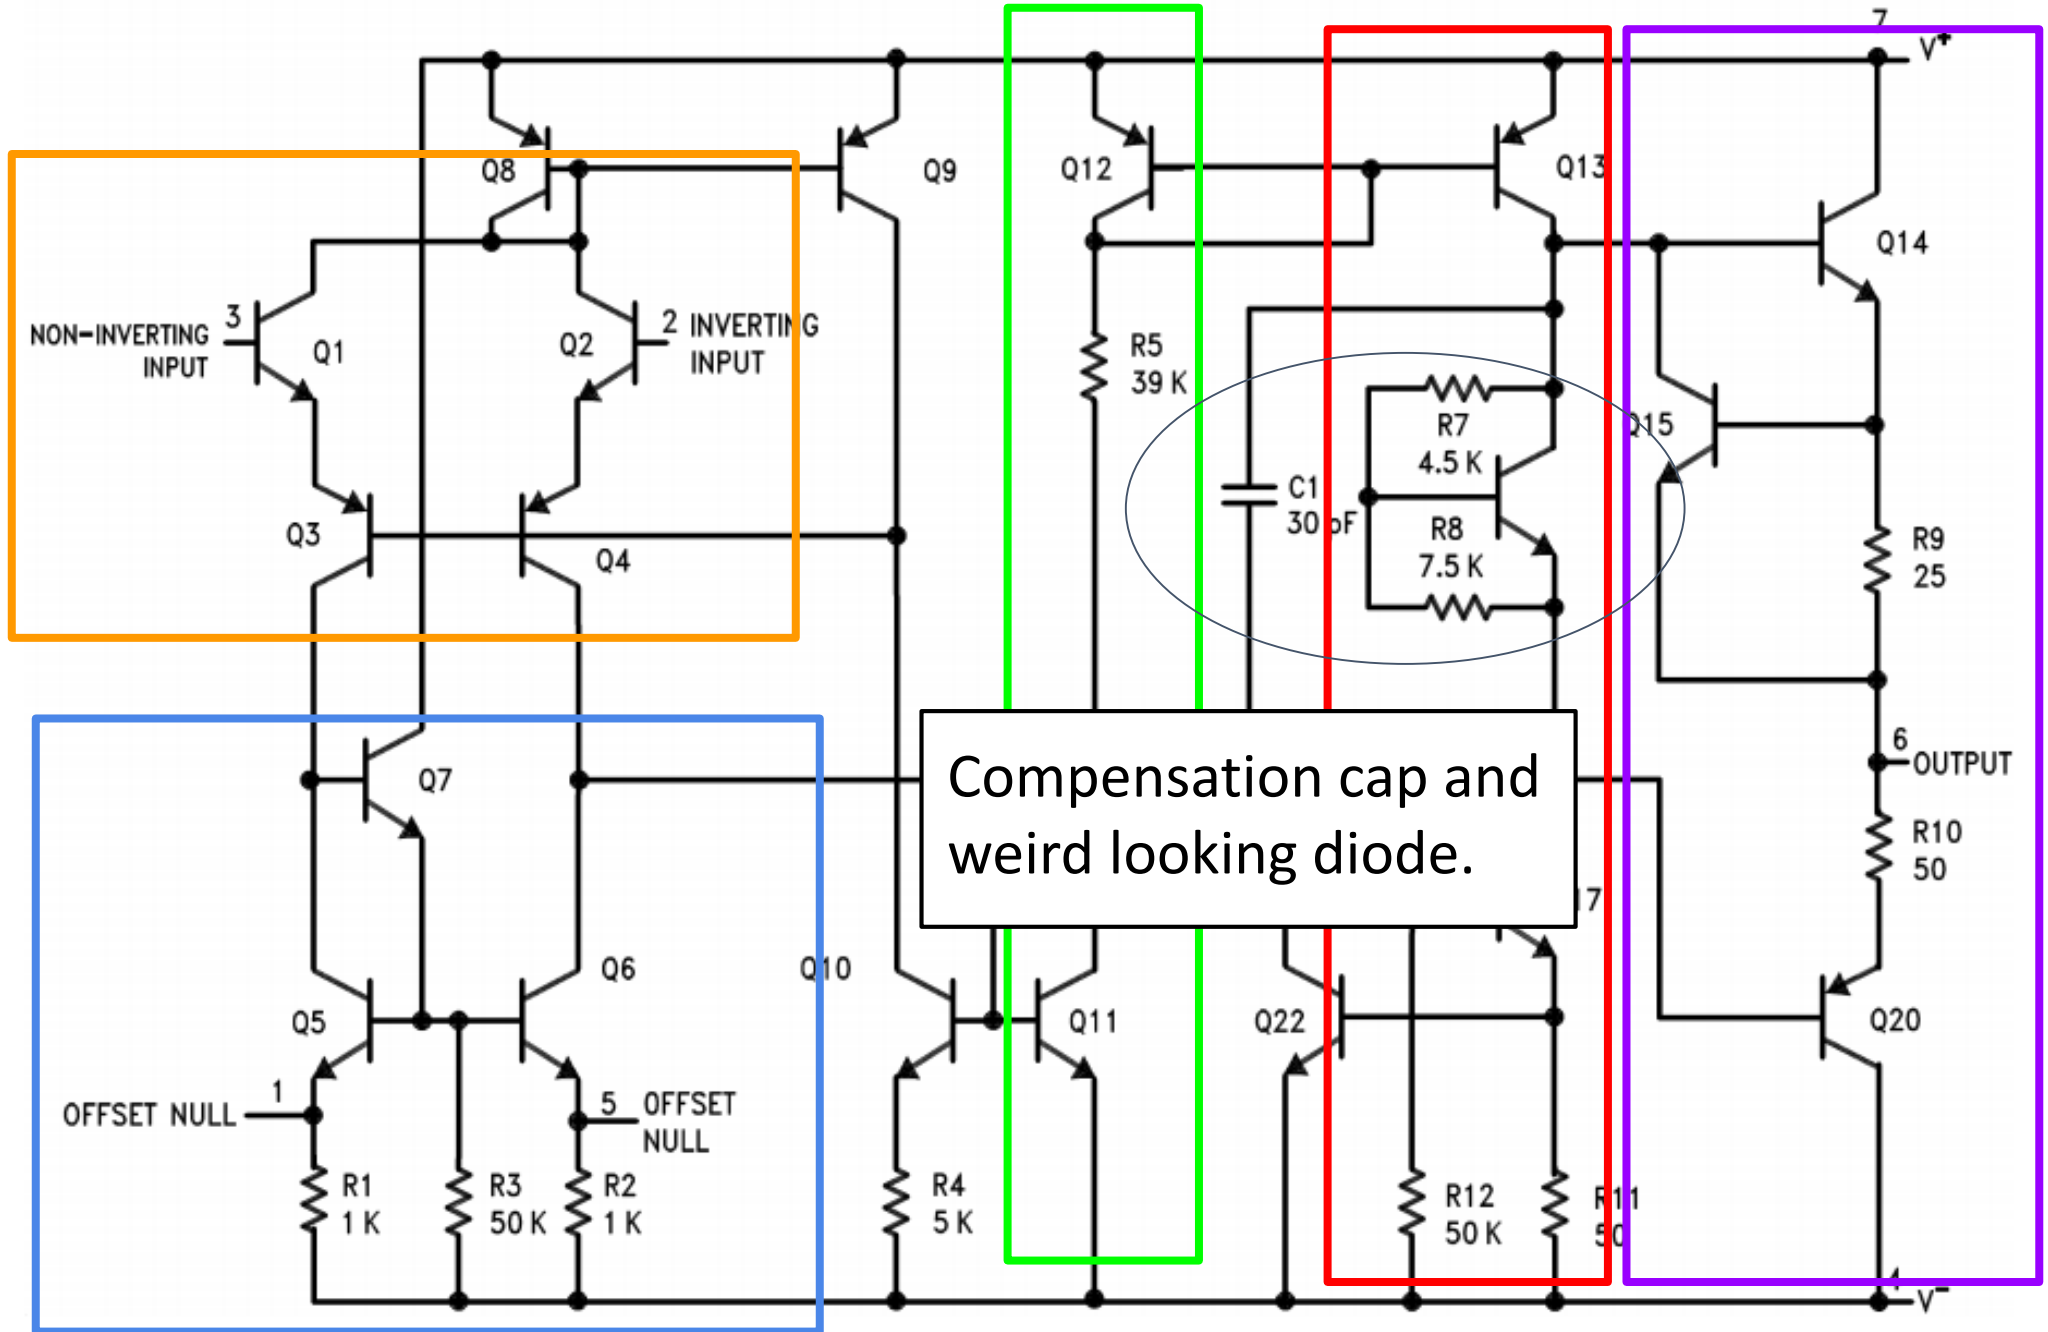 7
V+
Q8
Q9
Q12
Q13
Q14
3
NON-INVERTING
INPUT
Q1
Q2
2 INVERTING
INPUT
R5
39 K
R7
4.5 K
Q15
C1
30 pF
R8
7.5 K
R9
25
Q3
Q4
Q7
Compensation cap and
weird looking diode.
6
OUTPUT
R10
50
17
Q5
Q6
Q10
Q11
Q22
Q20
1
OFFSET NULL
5
OFFSET
NULL
R1
1 K
R3
50 K
R2
1 K
R4
5 K
R12
50 K
R11
50
V-